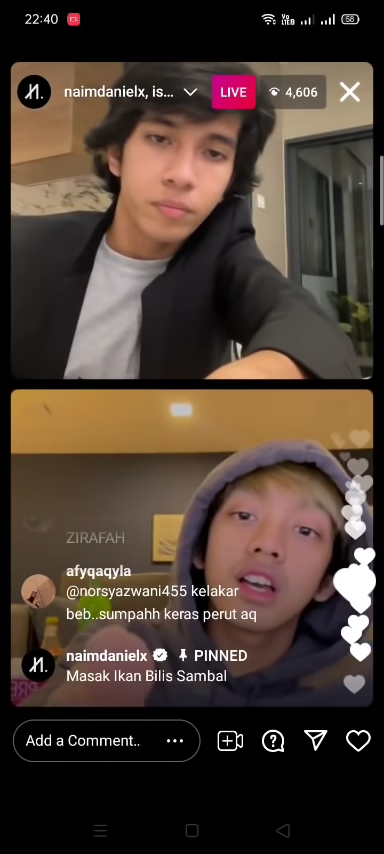 22:40
58
naimdanielx, is...
LIVE
4,606
ZIRAFAH
afyqaqyla
@norsyazwani455 kelakar
beb..sumpahh keras perut aq
naimdanielx PINNED
Masak Ikan Bilis Sambal
Add a Comment..